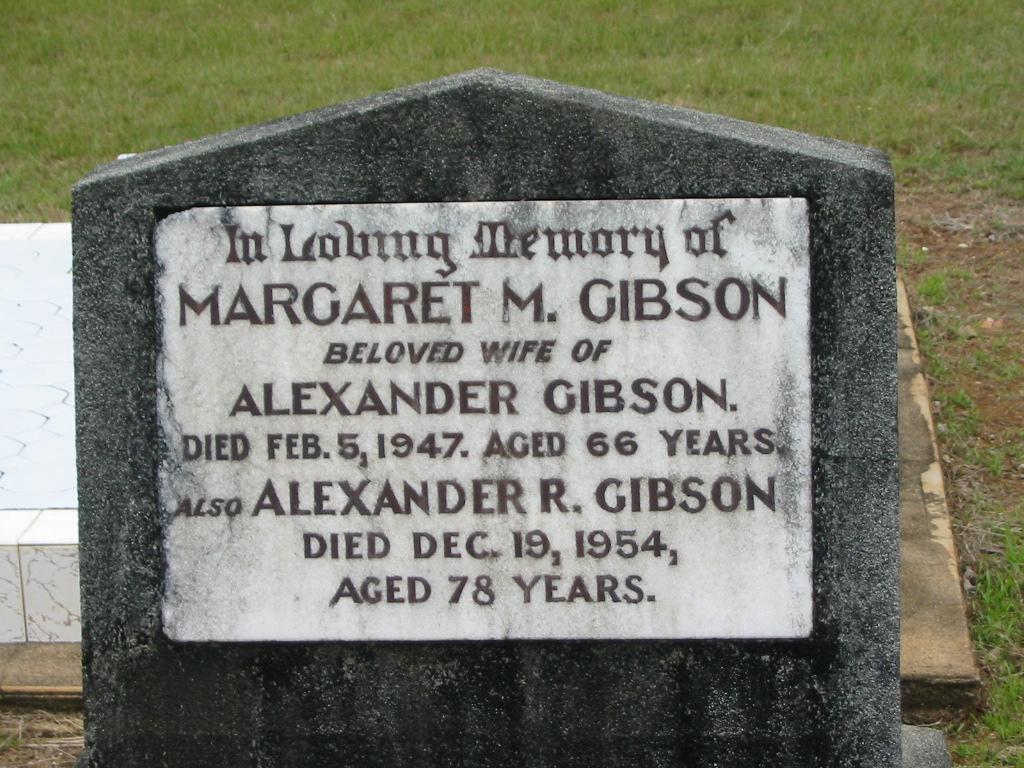 In Loving Memory of
MARGARET M. GIBSON
BELOVED WIFE OF
ALEXANDER GIBSON.
DIED FEB. 5, 1947. AGED 66 YEARS.
ALSO ALEXANDER R. GIBSON
DIED DEC. 19, 1954,
AGED 78 YEARS.